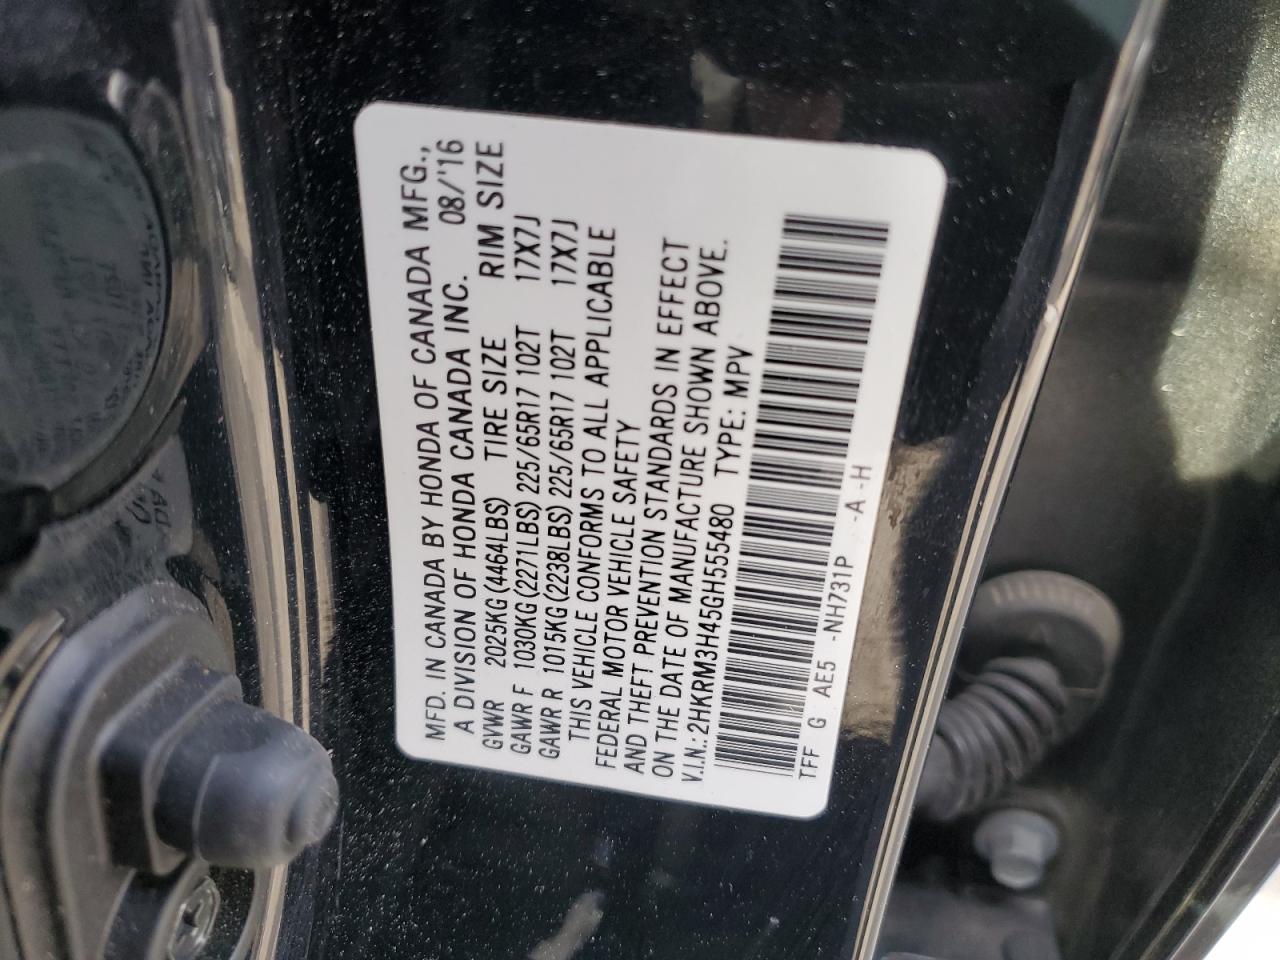 MFD. IN CANADA BY HONDA OF CANADA MFG.,
A DIVISION OF HONDA CANADA INC. 08/'16
GVWR 2025KG(4464LBS) TIRE SIZE RIM SIZE
GAWR F 1030KG(2271LBS) 225/65R17 102T 17X7J
GAWR R 1015KG(2238LBS) 225/65R17 102T 17X7J
THIS VEHICLE CONFORMS TO ALL APPLICABLE
FEDERAL MOTOR VEHICLE SAFETY
AND THEFT PREVENTION STANDARDS IN EFFECT
ON THE DATE OF MANUFACTURE SHOWN ABOVE.
V.I.N.: 2HKRM3H45GH555480 TYPE: MPV
TFF G AE5 -NH731P -A -H